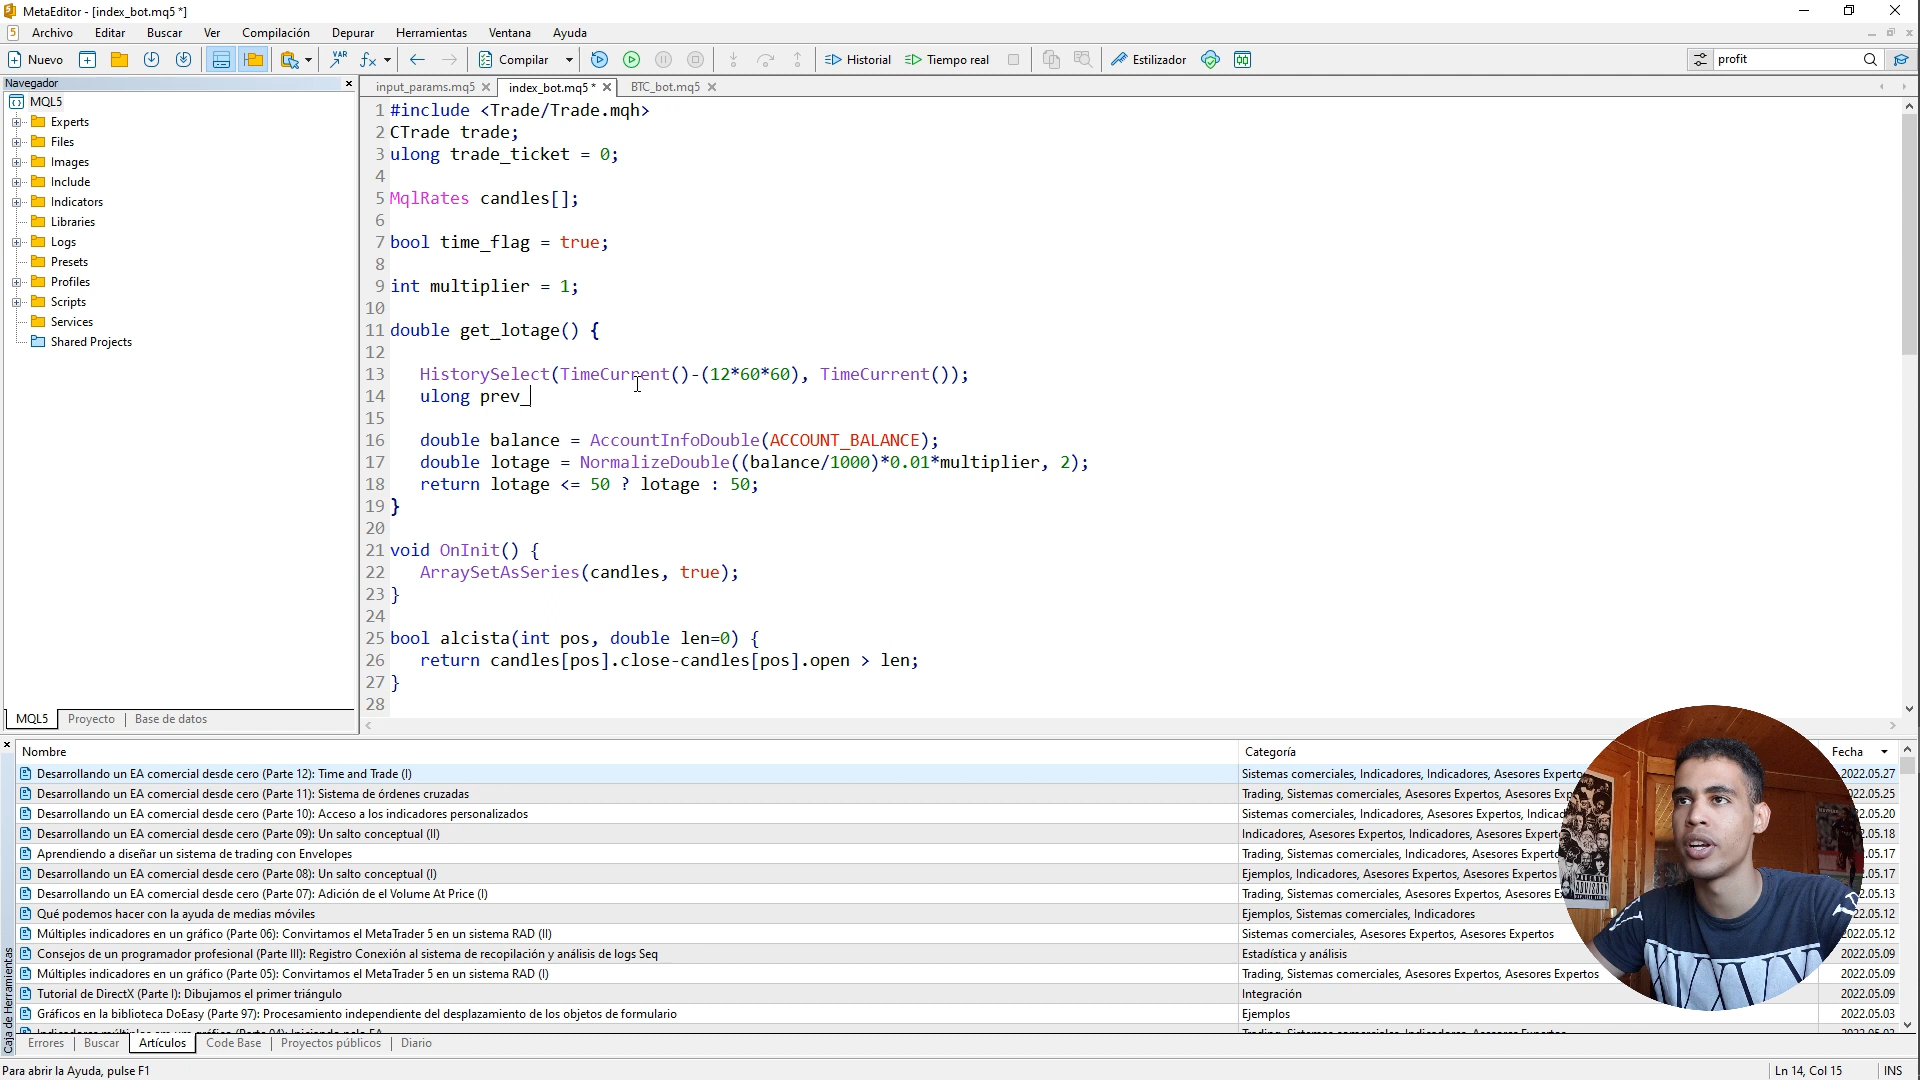 MetaEditor - [index_bot.mq5 *]
Archivo Editar Buscar Ver Compilación Depurar Herramientas Ventana Ayuda
Nuevo VAR Compilar Historial Tiempo real Estilizador profit
Navegador
input_params.mq5 index_bot.mq5 * BTC_bot.mq5
MQL5
Experts
Files
Images
Include
Indicators
Libraries
Logs
Presets
Profiles
Scripts
Services
Shared Projects
MQL5 Proyecto Base de datos
1 #include <Trade/Trade.mqh>
2 CTrade trade;
3 ulong trade_ticket = 0;
4
5 MqlRates candles[];
6
7 bool time_flag = true;
8
9 int multiplier = 1;
10
11 double get_lotage() {
12
13 HistorySelect(TimeCurrent()-(12*60*60), TimeCurrent());
14 ulong prev_
15
16 double balance = AccountInfoDouble(ACCOUNT_BALANCE);
17 double lotage = NormalizeDouble((balance/1000)*0.01*multiplier, 2);
18 return lotage <= 50 ? lotage : 50;
19 }
20
21 void OnInit() {
22 ArraySetAsSeries(candles, true);
23 }
24
25 bool alcista(int pos, double len=0) {
26 return candles[pos].close-candles[pos].open > len;
27 }
28
Nombre Categoría Fecha
Desarrollando un EA comercial desde cero (Parte 12): Time and Trade (I) Sistemas comerciales, Indicadores, Indicadores, Asesores Experto 2022.05.27
Desarrollando un EA comercial desde cero (Parte 11): Sistema de órdenes cruzadas Trading, Sistemas comerciales, Asesores Expertos, Asesores Exp 22.05.25
Desarrollando un EA comercial desde cero (Parte 10): Acceso a los indicadores personalizados Sistemas comerciales, Indicadores, Asesores Expertos, Indicad 2.05.20
Desarrollando un EA comercial desde cero (Parte 09): Un salto conceptual (II) Indicadores, Asesores Expertos, Indicadores, Asesores Expert .05.18
Aprendiendo a diseñar un sistema de trading con Envelopes Trading, Sistemas comerciales, Indicadores, Asesores Experto .05.17
Desarrollando un EA comercial desde cero (Parte 08): Un salto conceptual (I) Ejemplos, Indicadores, Asesores Expertos, Asesores Expertos .05.17
Desarrollando un EA comercial desde cero (Parte 07): Adición de el Volume At Price (I) Trading, Sistemas comerciales, Indicadores, Asesores Expertos, .05.13
Qué podemos hacer con la ayuda de medias móviles Ejemplos, Sistemas comerciales, Indicadores 2.05.12
Múltiples indicadores en un gráfico (Parte 06): Convirtamos el MetaTrader 5 en un sistema RAD (II) Sistemas comerciales, Asesores Expertos, Asesores Expertos 22.05.12
Consejos de un programador profesional (Parte III): Registro Conexión al sistema de recopilación y análisis de logs Seq Estadística y análisis 2022.05.09
Múltiples indicadores en un gráfico (Parte 05): Convirtamos el MetaTrader 5 en un sistema RAD (I) Trading, Sistemas comerciales, Asesores Expertos, Asesores Expertos 2022.05.09
Tutorial de DirectX (Parte I): Dibujamos el primer triángulo Integración 2022.05.09
Gráficos en la biblioteca DoEasy (Parte 97): Procesamiento independiente del desplazamiento de los objetos de formulario Ejemplos 2022.05.03
Caja de Herramientas
Errores Buscar Artículos Code Base Proyectos públicos Diario
Para abrir la Ayuda, pulse F1 Ln 14, Col 15 INS